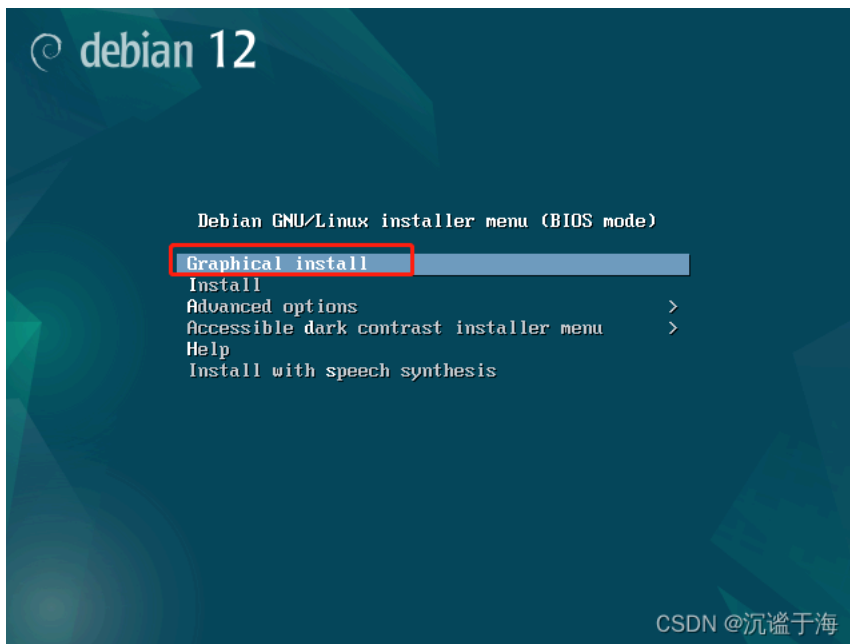 debian 12
Debian GNU/Linux installer menu (BIOS mode)
Graphical install
Install
Advanced options >
Accessible dark contrast installer menu >
Help
Install with speech synthesis
CSDN @沉谧于海